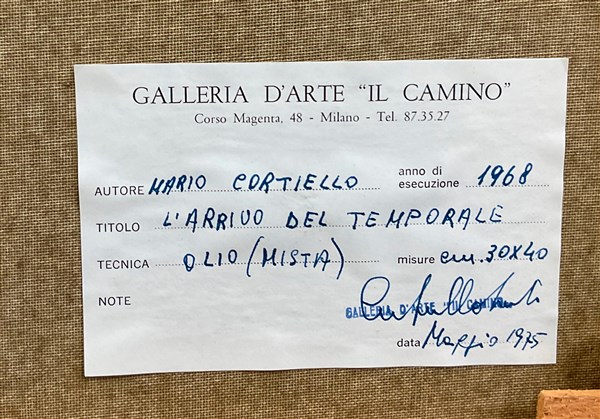 GALLERIA D'ARTE "IL CAMINO"
Corso Magenta, 48 - Milano - Tel. 87.35.27
AUTORE MARIO CORTIELLO anno di esecuzione 1968
TITOLO L'ARRIVO DEL TEMPORALE
TECNICA OLIO (MISTA) misure cm. 30X40
NOTE
GALLERIA D'ARTE "IL CAMINO"
data Maggio 1975